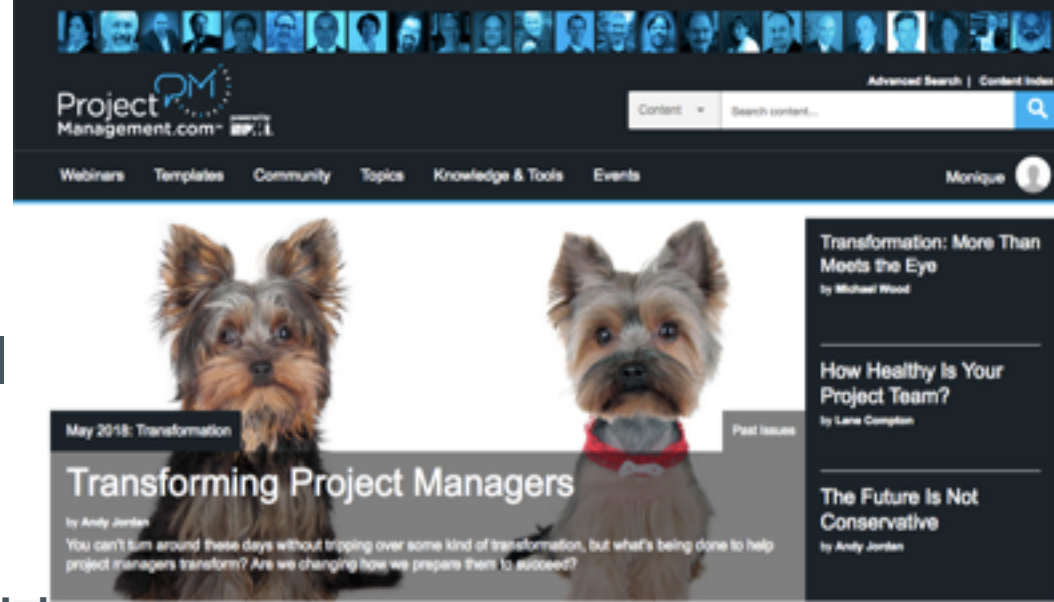 Advanced Search | Content Index
Project PM
Management.com
Content
Search content...
Webinars Templates Community Topics Knowledge & Tools Events Monique
Transformation: More Than
Meets the Eye
by Michael Wood
How Healthy Is Your
Project Team?
by Lana Compton
The Future Is Not
Conservative
by Andy Jordan
May 2018: Transformation
Past Issues
Transforming Project Managers
by Andy Jordan
You can't turn around these days without tripping over some kind of transformation, but what's being done to help
project managers transform? Are we changing how we prepare them to succeed?